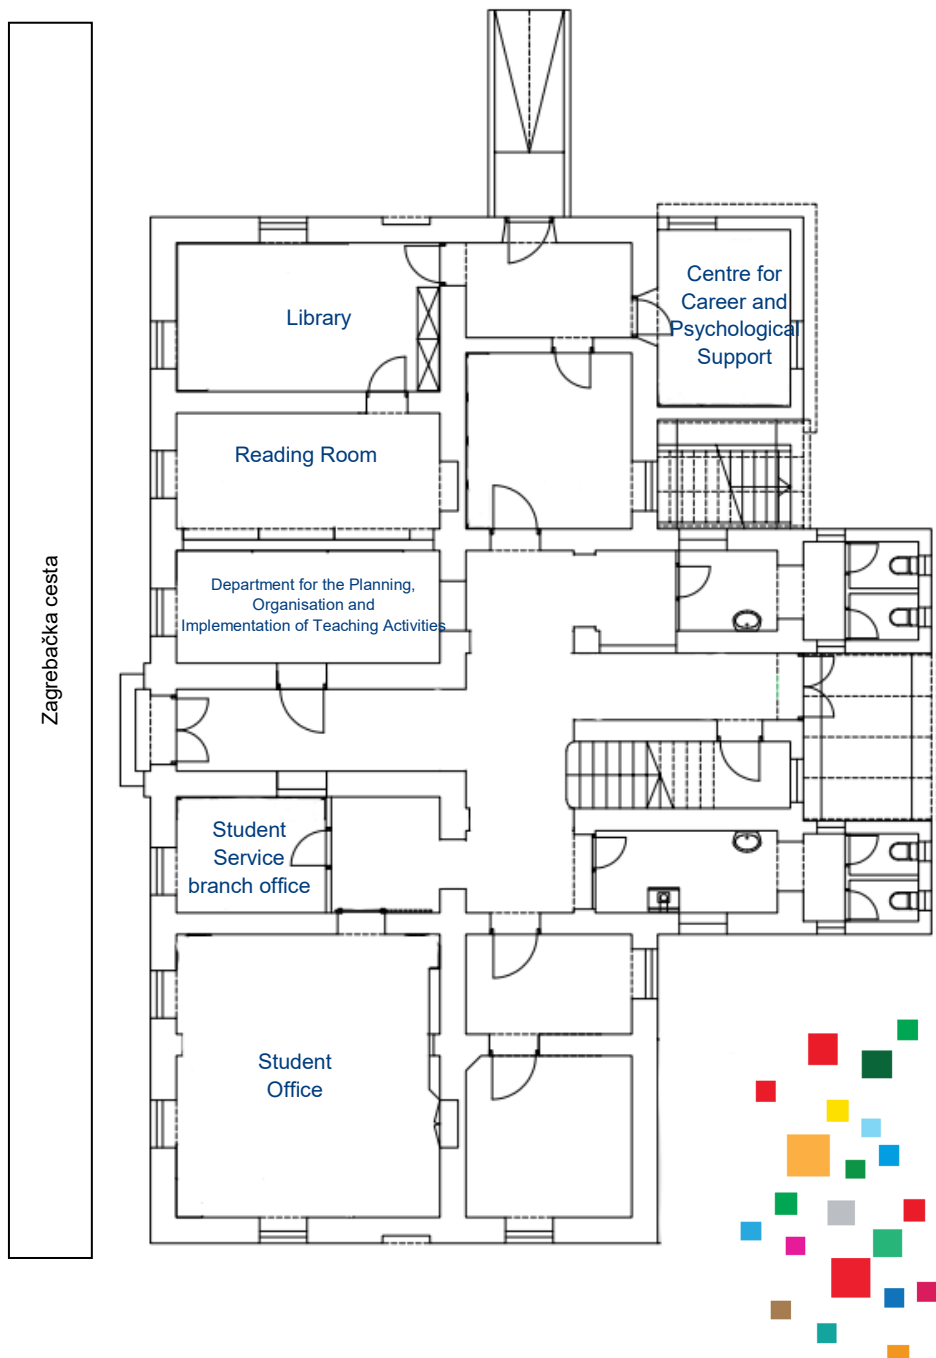 Zagrebačka cesta
Library
Centre for
Career and
Psychological
Support
Reading Room
Department for the Planning,
Organisation and
Implementation of Teaching Activities
Student
Service
branch office
Student
Office